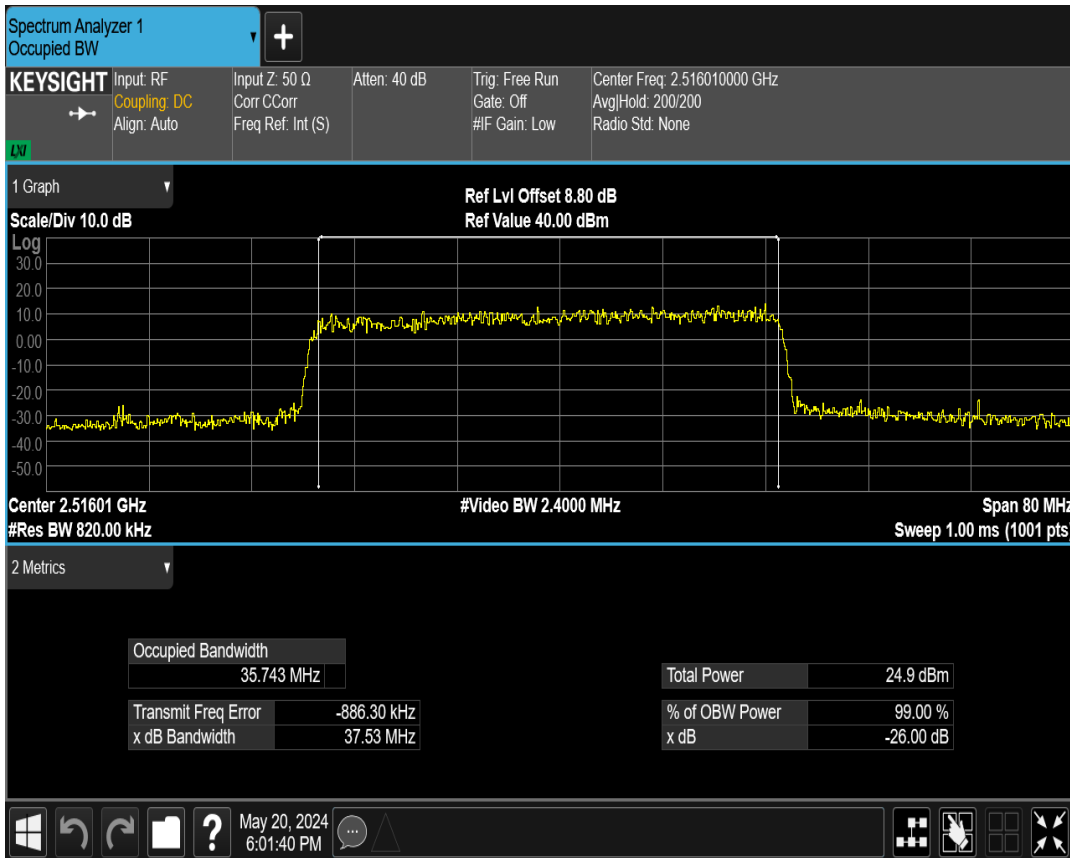 Spectrum Analyzer 1
Occupied BW
KEYSIGHT
Input: RF
Coupling: DC
Align: Auto
Input Z: 50 Ω
Corr CCorr
Freq Ref: Int (S)
Atten: 40 dB
Trig: Free Run
Gate: Off
#IF Gain: Low
Center Freq: 2.516010000 GHz
Avg|Hold: 200/200
Radio Std: None
LXI
1 Graph
Scale/Div 10.0 dB
Ref Lvl Offset 8.80 dB
Ref Value 40.00 dBm
Log
30.0
20.0
10.0
0.00
-10.0
-20.0
-30.0
-40.0
-50.0
Center 2.51601 GHz
#Video BW 2.4000 MHz
Span 80 MHz
#Res BW 820.00 kHz
Sweep 1.00 ms (1001 pts)
2 Metrics
Occupied Bandwidth
35.743 MHz
Transmit Freq Error -886.30 kHz
x dB Bandwidth 37.53 MHz
Total Power 24.9 dBm
% of OBW Power 99.00 %
x dB -26.00 dB
May 20, 2024
6:01:40 PM